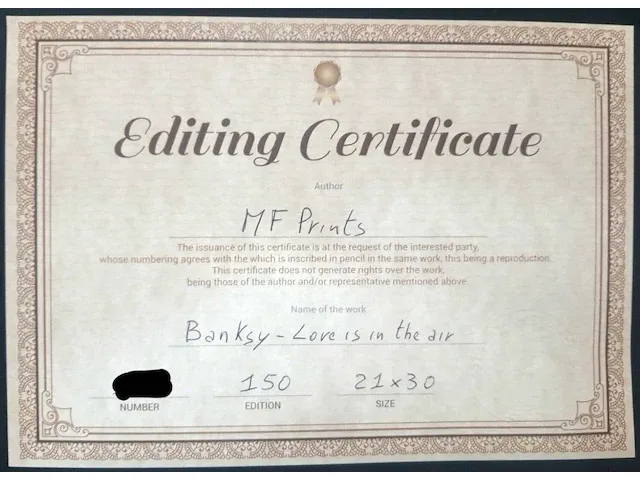 Editing Certificate
Author
MF Prints
The issuance of this certificate is at the request of the interested party,
whose numbering agrees with the which is inscribed in pencil in the same work, this being a reproduction.
This certificate does not generate rights over the work,
being those of the author and/or representative mentioned above.
Name of the work
Banksy - Love is in the air
150 21x30
NUMBER EDITION SIZE